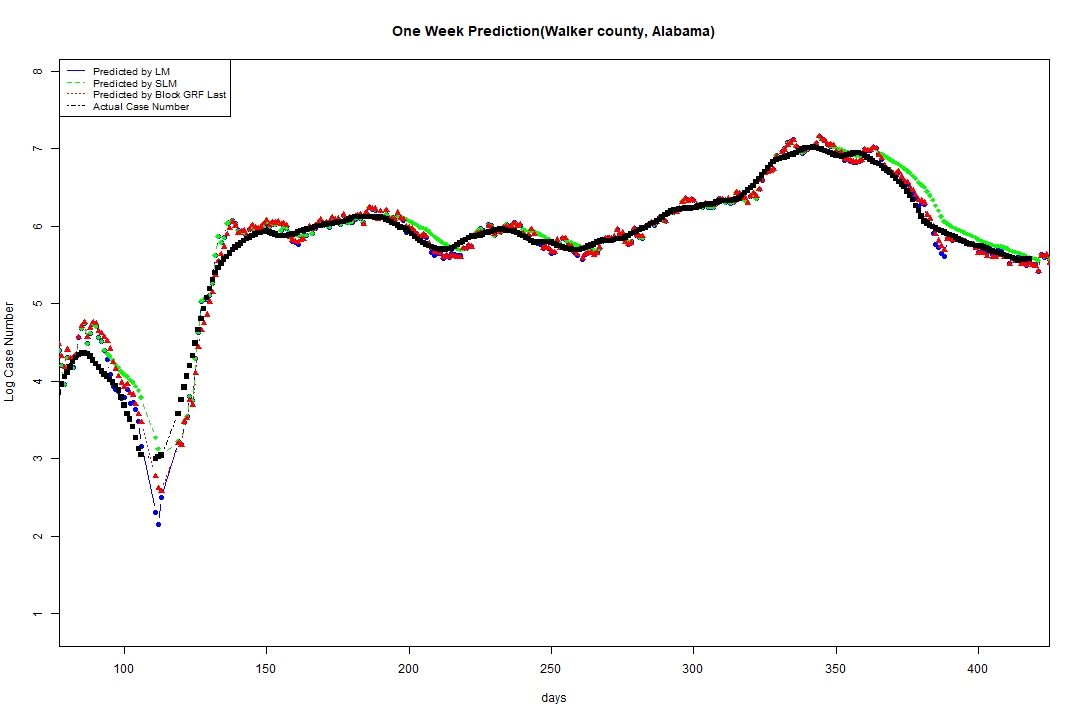 One Week Prediction(Walker county, Alabama)
Predicted by LM
Predicted by SLM
Predicted by Block GRF Last
Actual Case Number
Log Case Number
8
7
6
5
4
3
2
1
100 150 200 250 300 350 400
days